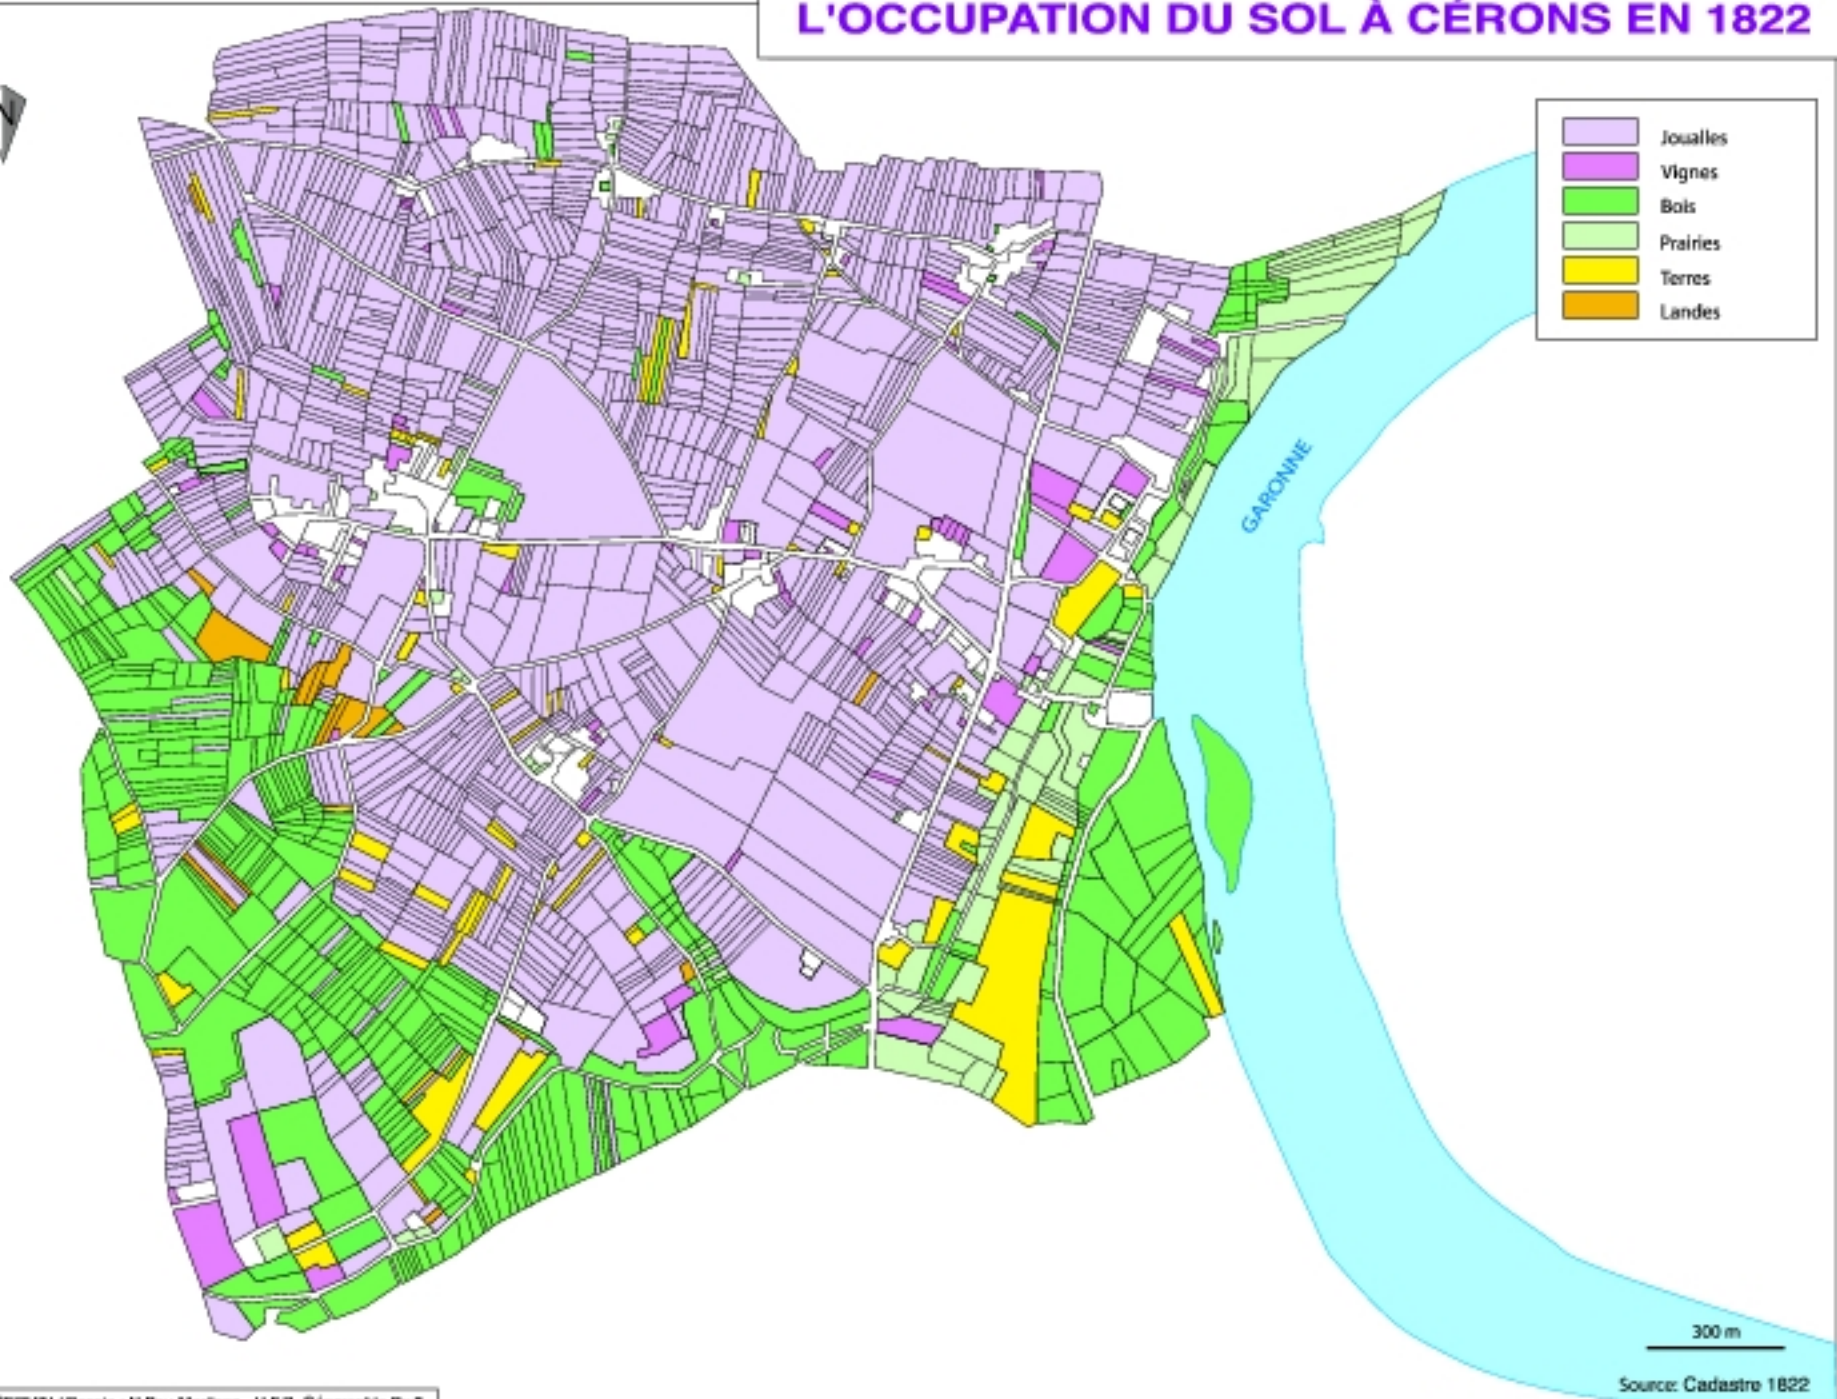 L'OCCUPATION DU SOL À CÉRONS EN 1822
N
Joualles
Vignes
Bois
Prairies
Terres
Landes
GARONNE
300 m
Source: Cadastre 1822